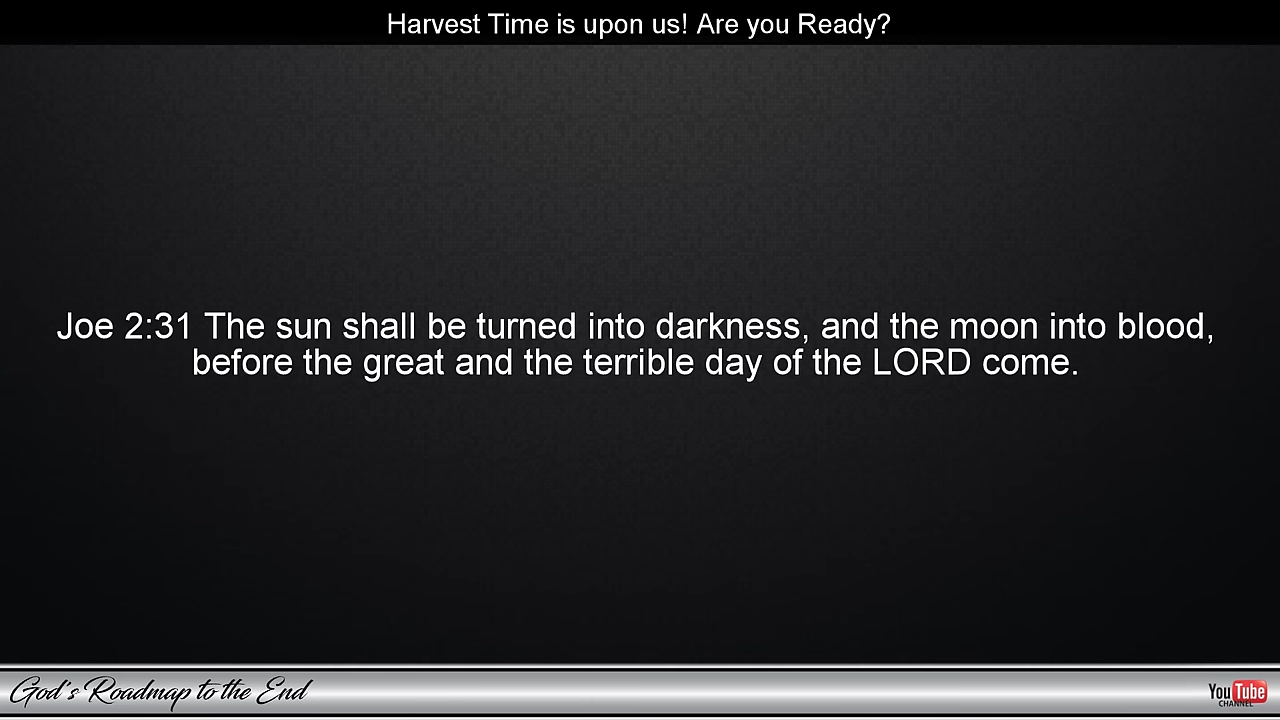 Harvest Time is upon us! Are you Ready?
Joe 2:31 The sun shall be turned into darkness, and the moon into blood,
before the great and the terrible day of the LORD come.
God's Roadmap to the End
YouTube
CHANNEL